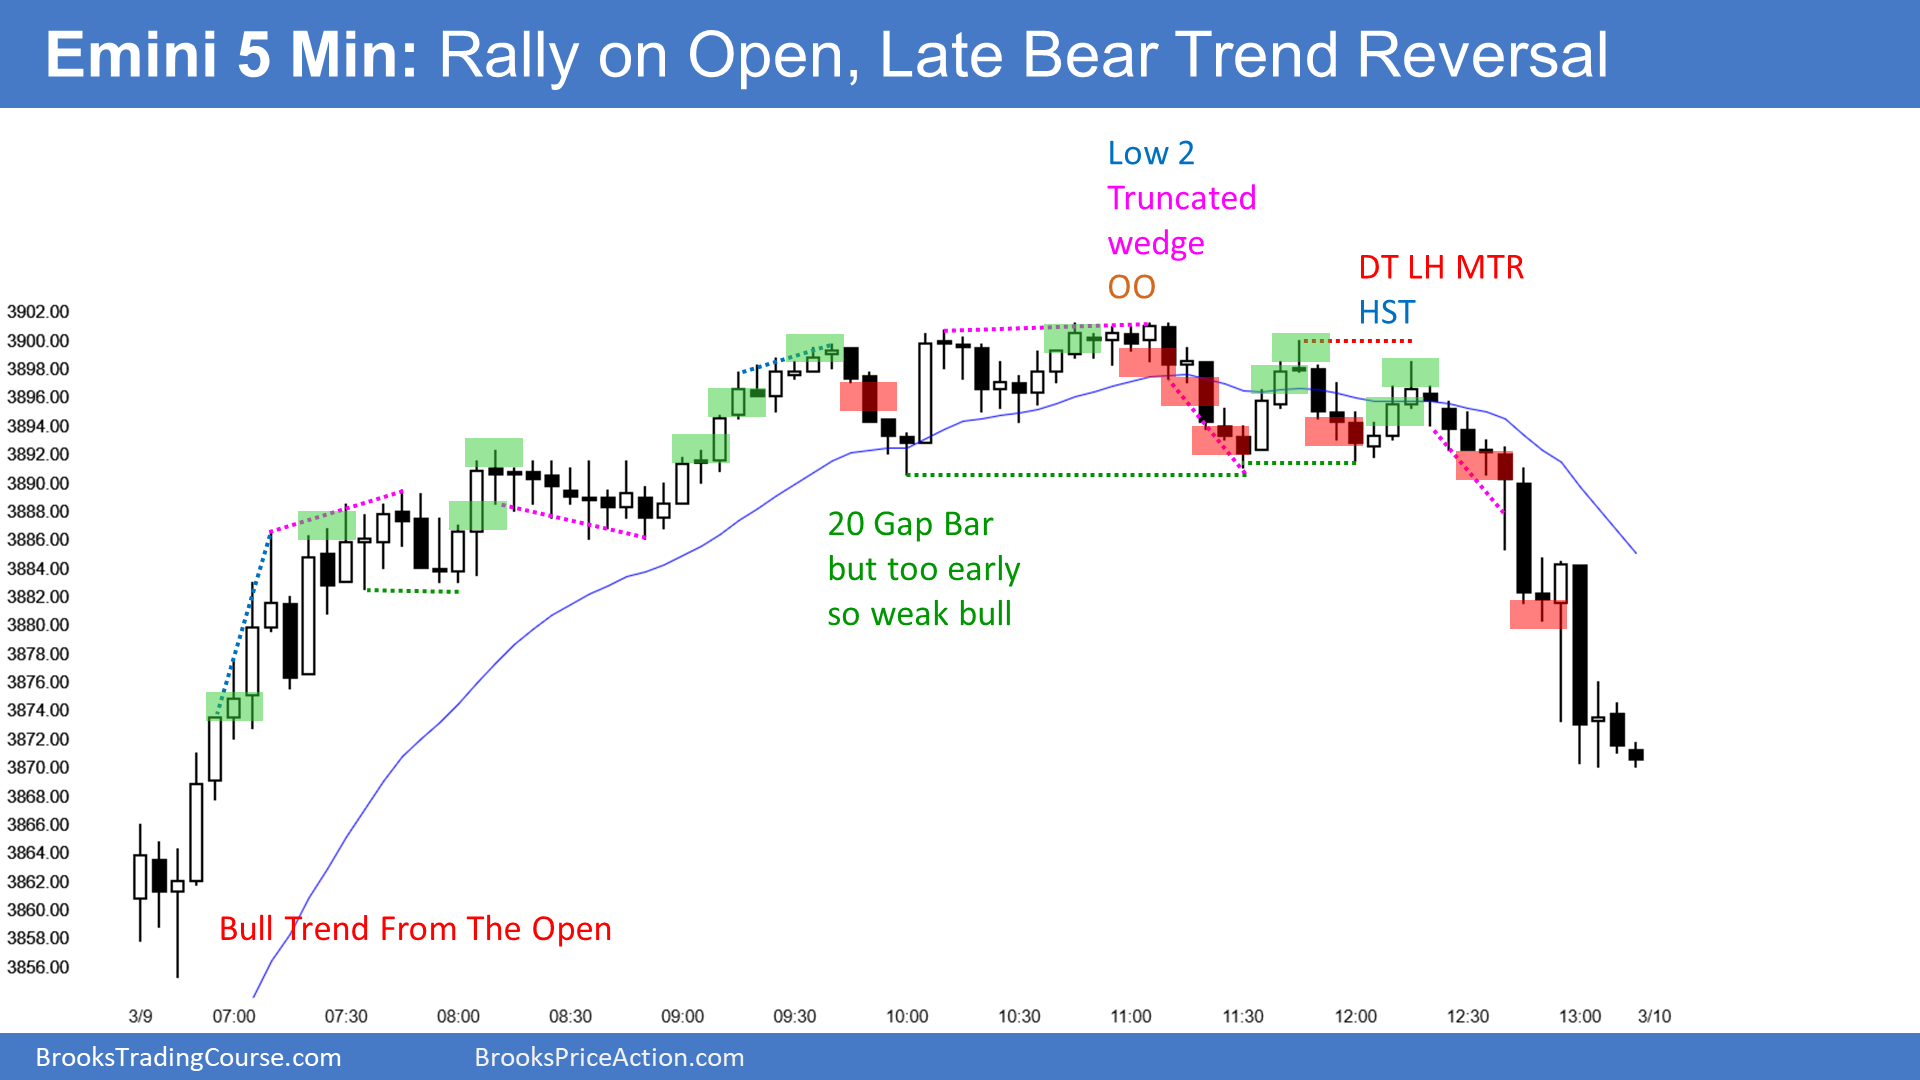 Emini 5 Min: Rally on Open, Late Bear Trend Reversal
Low 2
Truncated
wedge
OO
DT LH MTR
HST
3902.00
3900.00
3898.00
3896.00
3894.00
3892.00
3890.00
3888.00
3886.00
3884.00
3882.00
3880.00
3878.00
3876.00
3874.00
3872.00
3870.00
3868.00
3866.00
3864.00
3862.00
3860.00
3858.00
3856.00
20 Gap Bar
but too early
so weak bull
Bull Trend From The Open
3/9 07:00 07:30 08:00 08:30 09:00 09:30 10:00 10:30 11:00 11:30 12:00 12:30 13:00 3/10
BrooksTradingCourse.com BrooksPriceAction.com